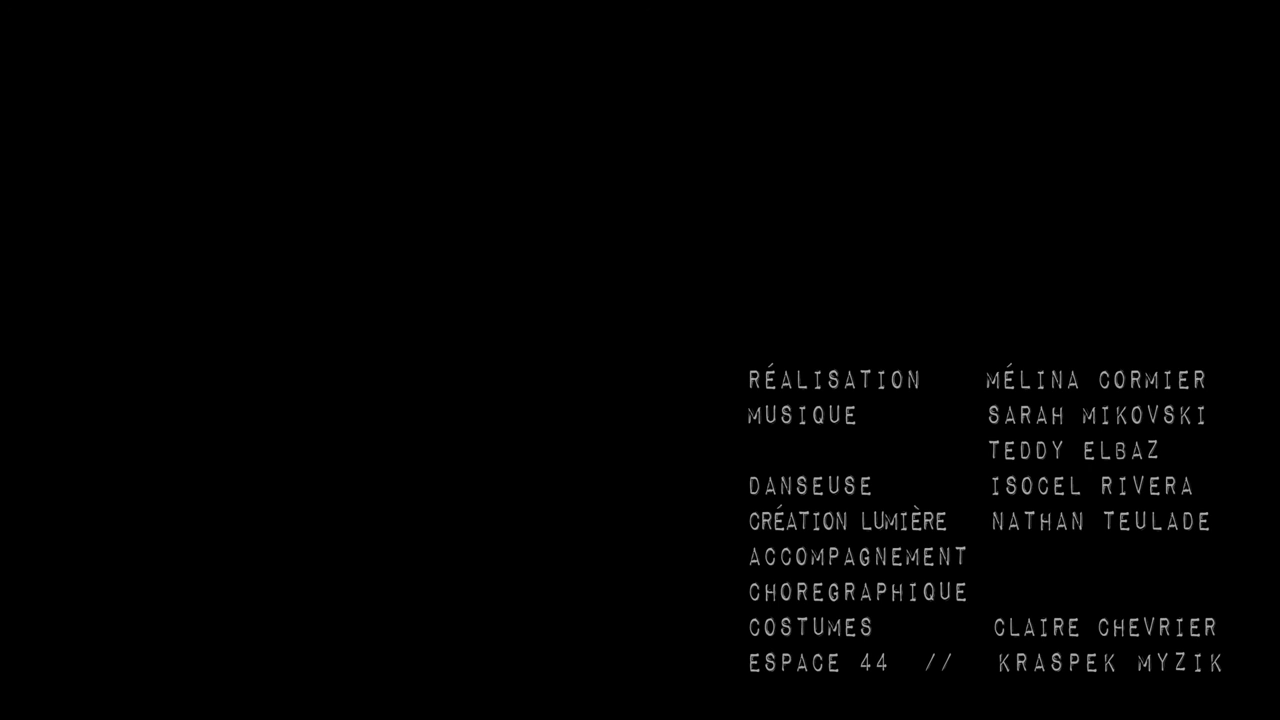 RÉALISATION MÉLINA CORMIER
MUSIQUE SARAH MIKOVSKI
TEDDY ELBAZ
DANSEUSE ISOCEL RIVERA
CRÉATION LUMIÈRE NATHAN TEULADE
ACCOMPAGNEMENT
CHOREGRAPHIQUE
COSTUMES CLAIRE CHEVRIER
ESPACE 44 // KRASPEK MYZIK